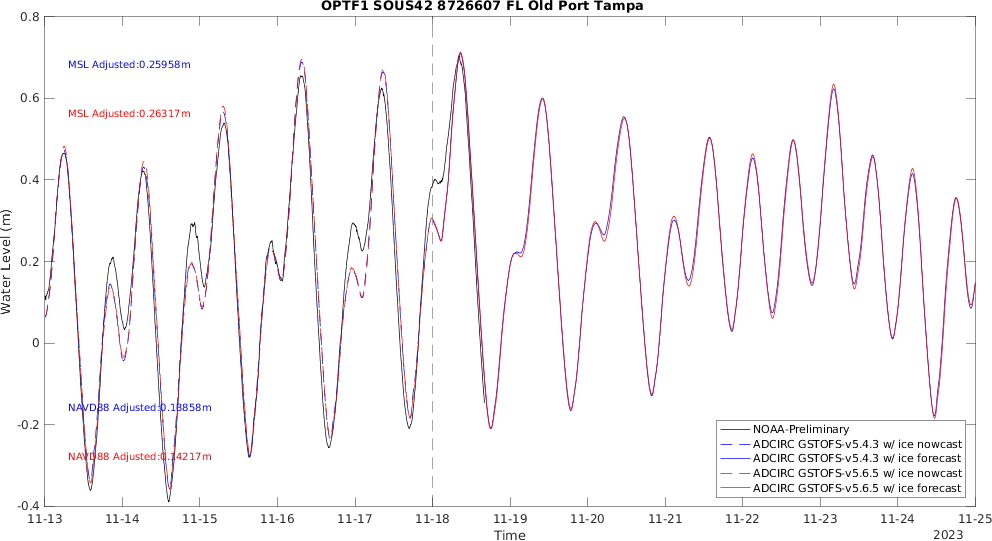 OPTF1 SOUS42 8726607 FL Old Port Tampa
0.8
0.6
0.4
0.2
0
-0.2
-0.4
Water Level (m)
MSL Adjusted:0.25958m
MSL Adjusted:0.26317m
NAVD88 Adjusted:0.13858m
NAVD88 Adjusted:0.14217m
NOAA-Preliminary
ADCIRC GSTOFS-v5.4.3 w/ ice nowcast
ADCIRC GSTOFS-v5.4.3 w/ ice forecast
ADCIRC GSTOFS-v5.6.5 w/ ice nowcast
ADCIRC GSTOFS-v5.6.5 w/ ice forecast
11-13 11-14 11-15 11-16 11-17 11-18 11-19 11-20 11-21 11-22 11-23 11-24 11-25
Time
2023